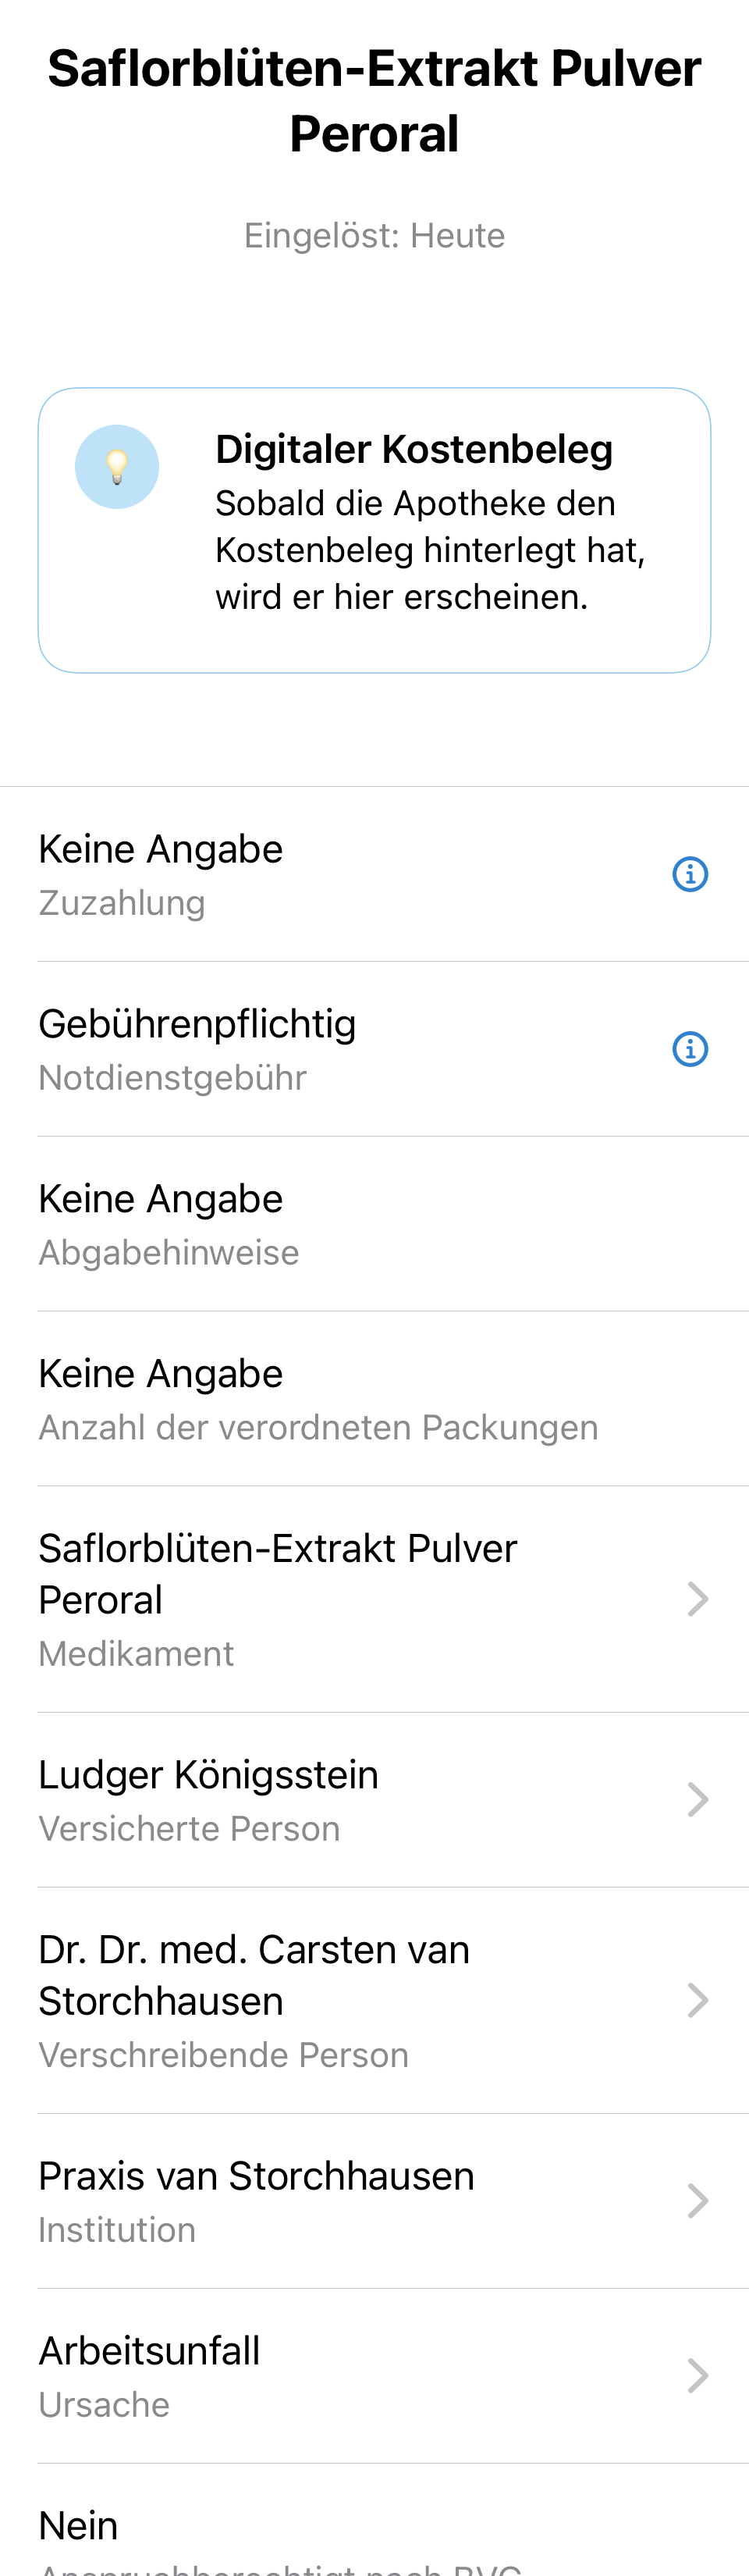 Saflorblüten-Extrakt Pulver
Peroral
Eingelöst: Heute
Digitaler Kostenbeleg
Sobald die Apotheke den
Kostenbeleg hinterlegt hat,
wird er hier erscheinen.
Keine Angabe
Zuzahlung
Gebührenpflichtig
Notdienstgebühr
Keine Angabe
Abgabehinweise
Keine Angabe
Anzahl der verordneten Packungen
Saflorblüten-Extrakt Pulver
Peroral
Medikament
Ludger Königsstein
Versicherte Person
Dr. Dr. med. Carsten van
Storchhausen
Verschreibende Person
Praxis van Storchhausen
Institution
Arbeitsunfall
Ursache
Nein
Anspruchberechtigt nach BVG